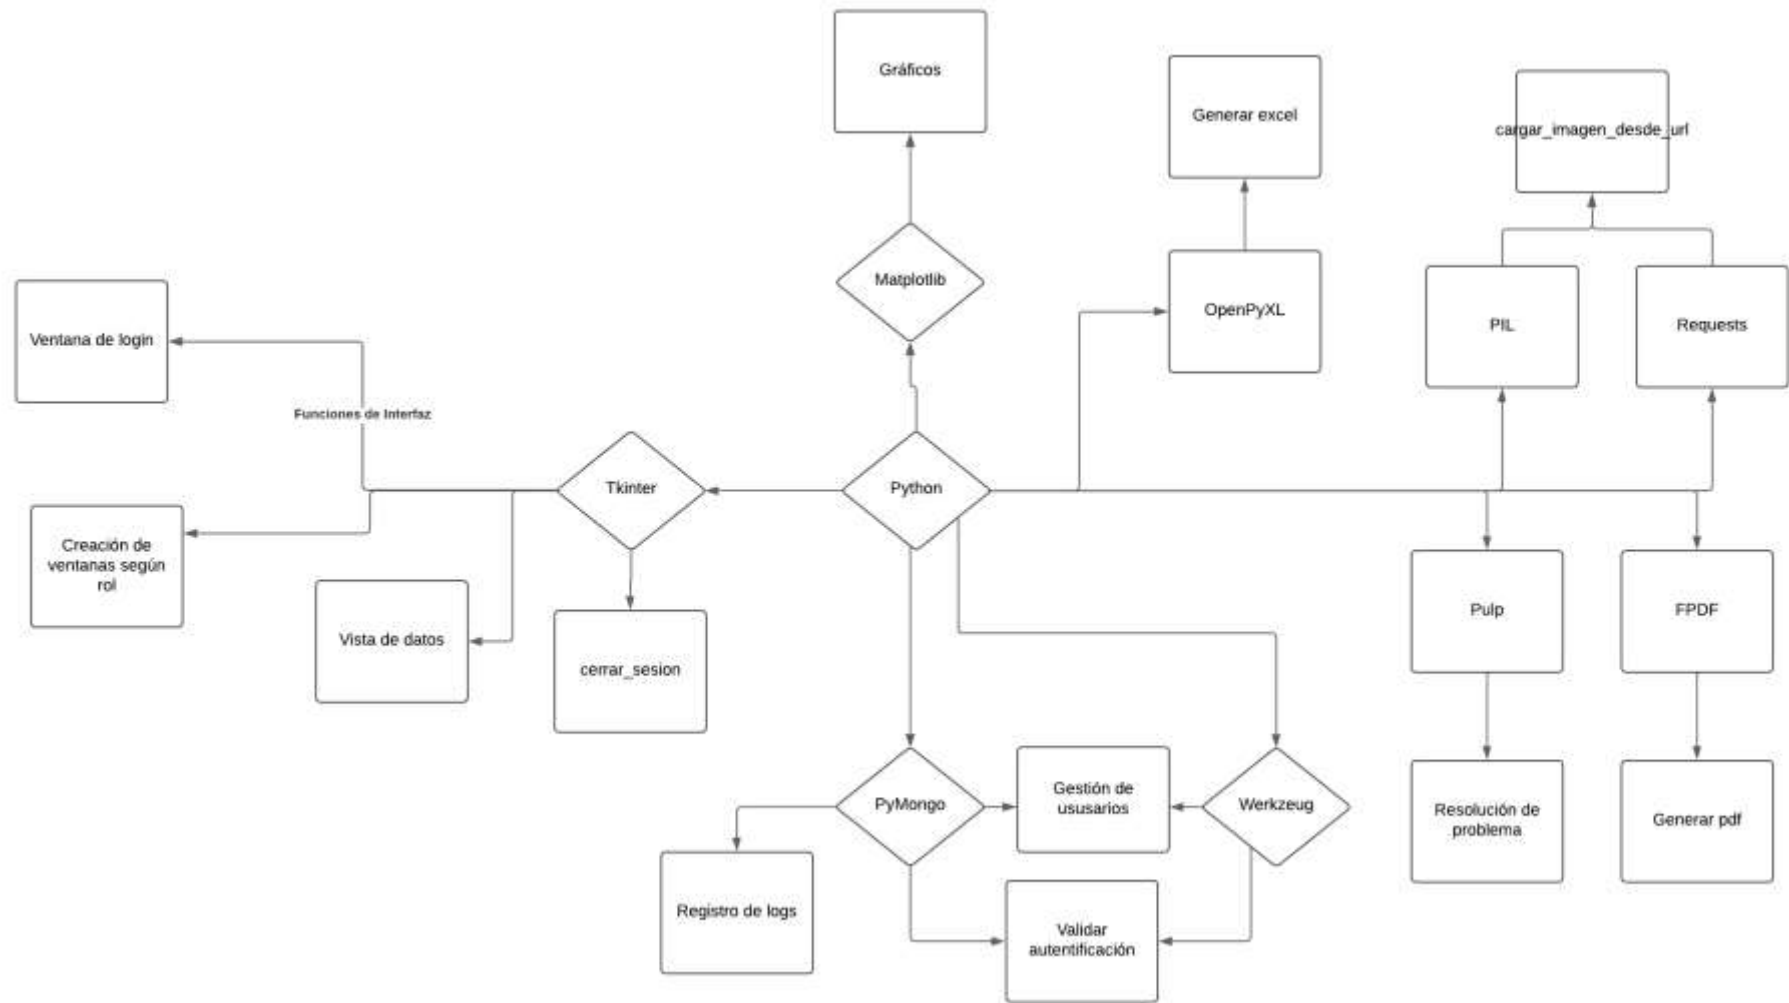 Gráficos
Generar excel
cargar_imagen_desde_url
Matplotlib
OpenPyXL
PIL
Requests
Ventana de login
Funciones de Interfaz
Tkinter
Python
Creación de
ventanas según
rol
Vista de datos
cerrar_sesion
Pulp
FPDF
PyMongo
Gestión de
ususarios
Werkzeug
Resolución de
problema
Generar pdf
Registro de logs
Validar
autentificación